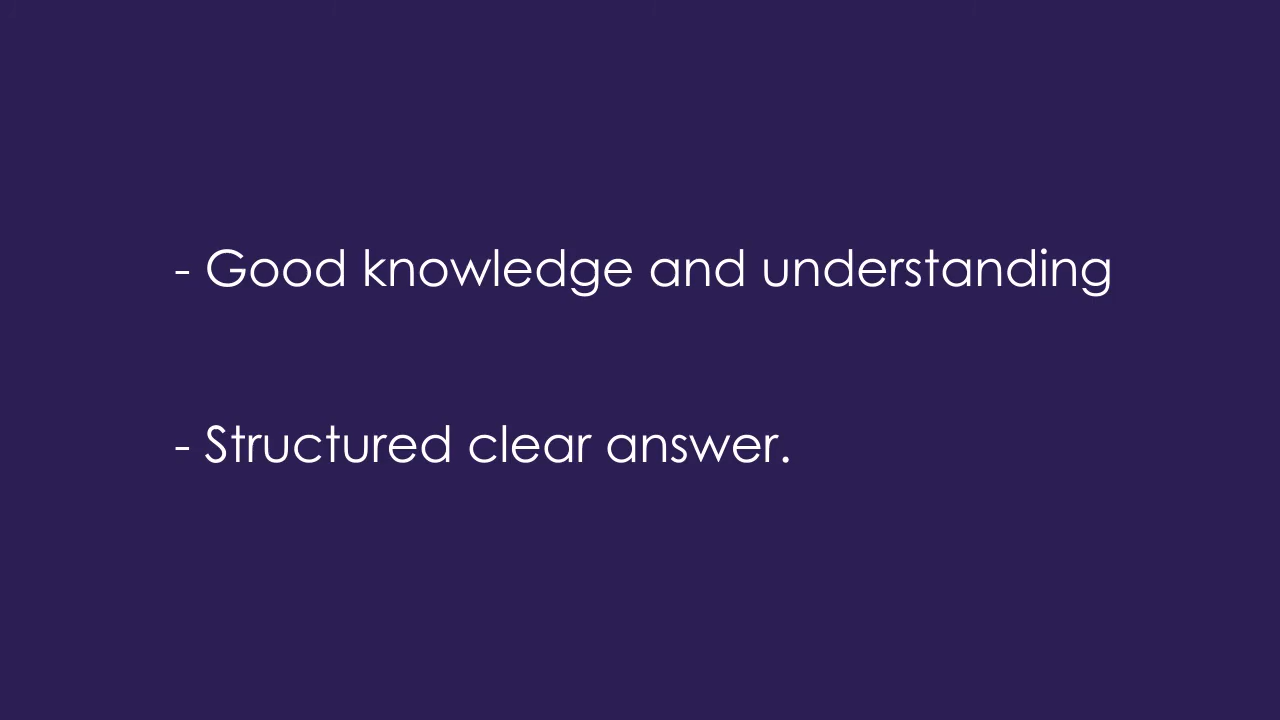 - Good knowledge and understanding
- Structured clear answer.